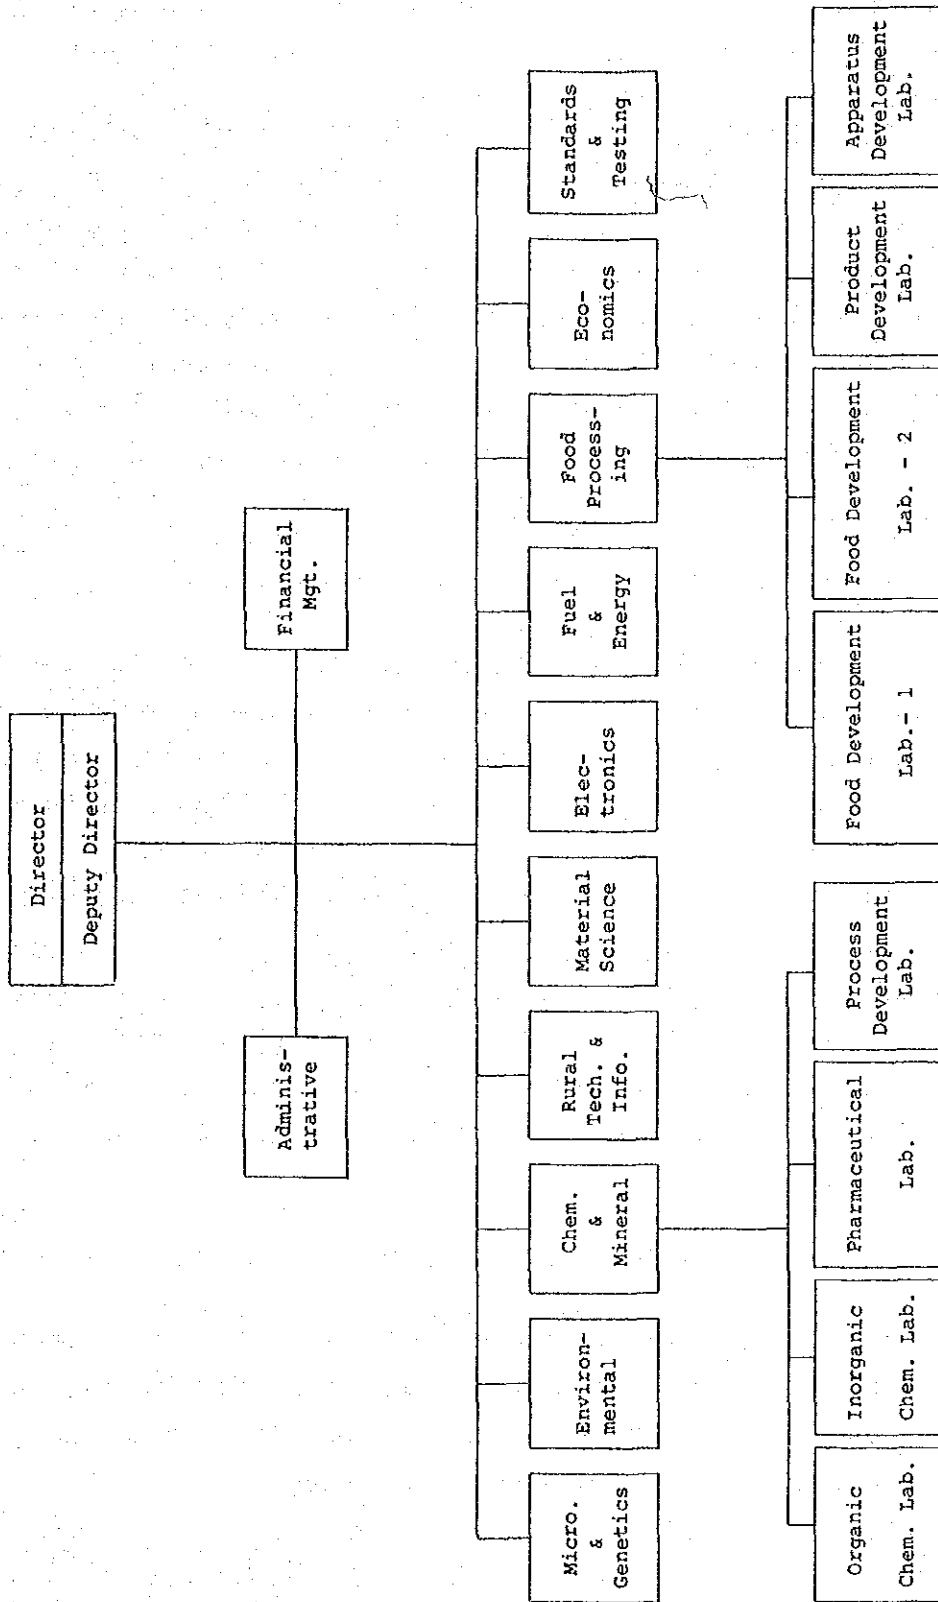 Director
Deputy Director
Adminis-
trative
Financial
Mgt.
Micro.
&
Genetics
Environ-
mental
Chem.
&
Mineral
Rural
Tech. &
Info.
Material
Science
Elec-
tronics
Fuel
&
Energy
Food
Process-
ing
Eco-
nomics
Standards
&
Testing
Organic
Chem. Lab.
Inorganic
Chem. Lab.
Pharmaceutical
Lab.
Process
Development
Lab.
Food Development
Lab.- 1
Food Development
Lab. - 2
Product
Development
Lab.
Apparatus
Development
Lab.